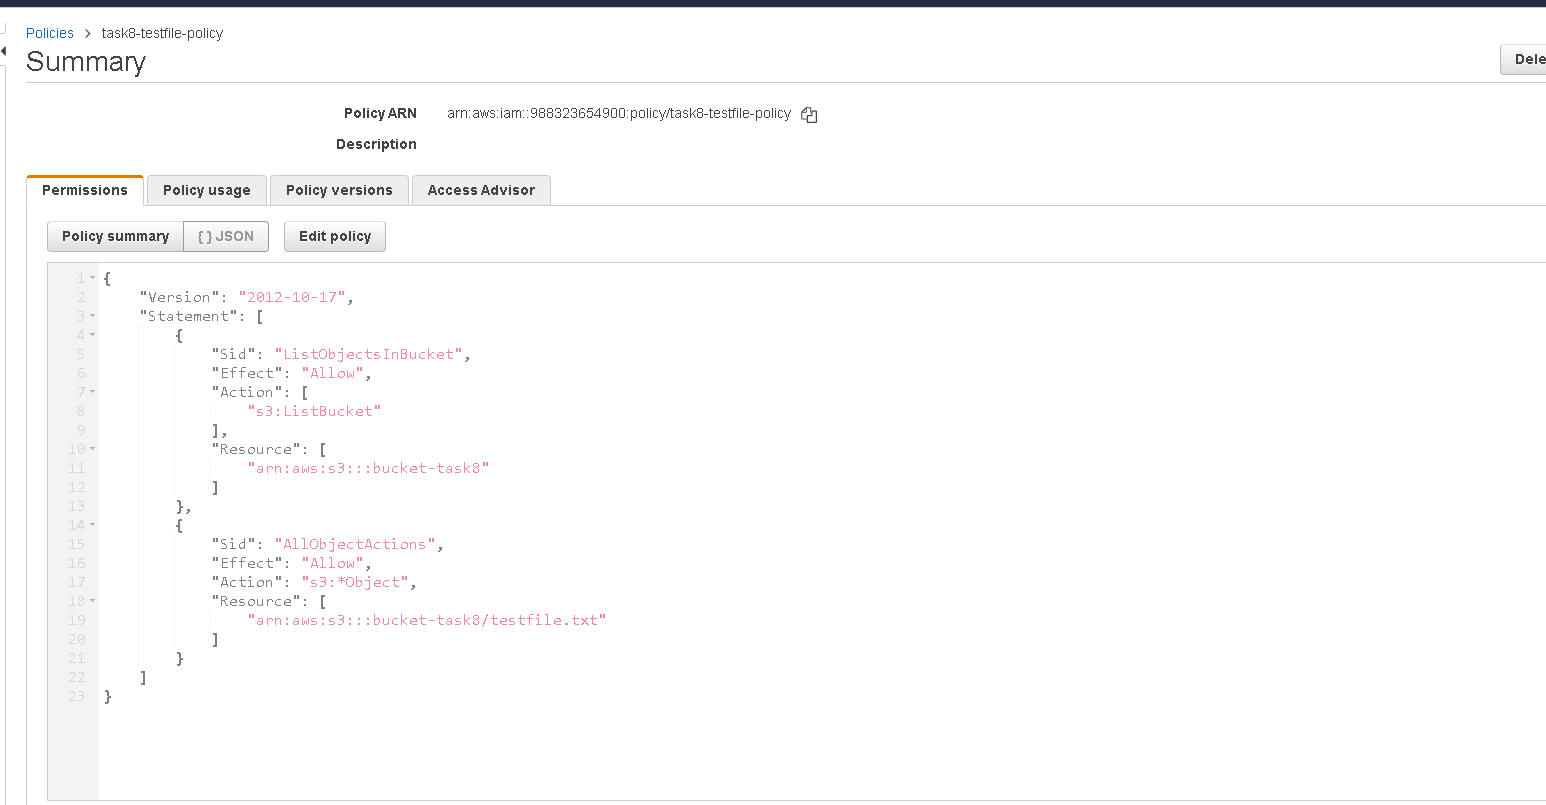 Policies > task8-testfile-policy
Summary
Dele
Policy ARN arn:aws:iam::988323654900:policy/task8-testfile-policy
Description
Permissions Policy usage Policy versions Access Advisor
Policy summary {} JSON Edit policy
1 {
2 "Version": "2012-10-17",
3 "Statement": [
4 {
5 "Sid": "ListObjectsInBucket",
6 "Effect": "Allow",
7 "Action": [
8 "s3:ListBucket"
9 ],
10 "Resource": [
11 "arn:aws:s3:::bucket-task8"
12 ]
13 },
14 {
15 "Sid": "AllObjectActions",
16 "Effect": "Allow",
17 "Action": "s3:*Object",
18 "Resource": [
19 "arn:aws:s3:::bucket-task8/testfile.txt"
20 ]
21 }
22 ]
23 }